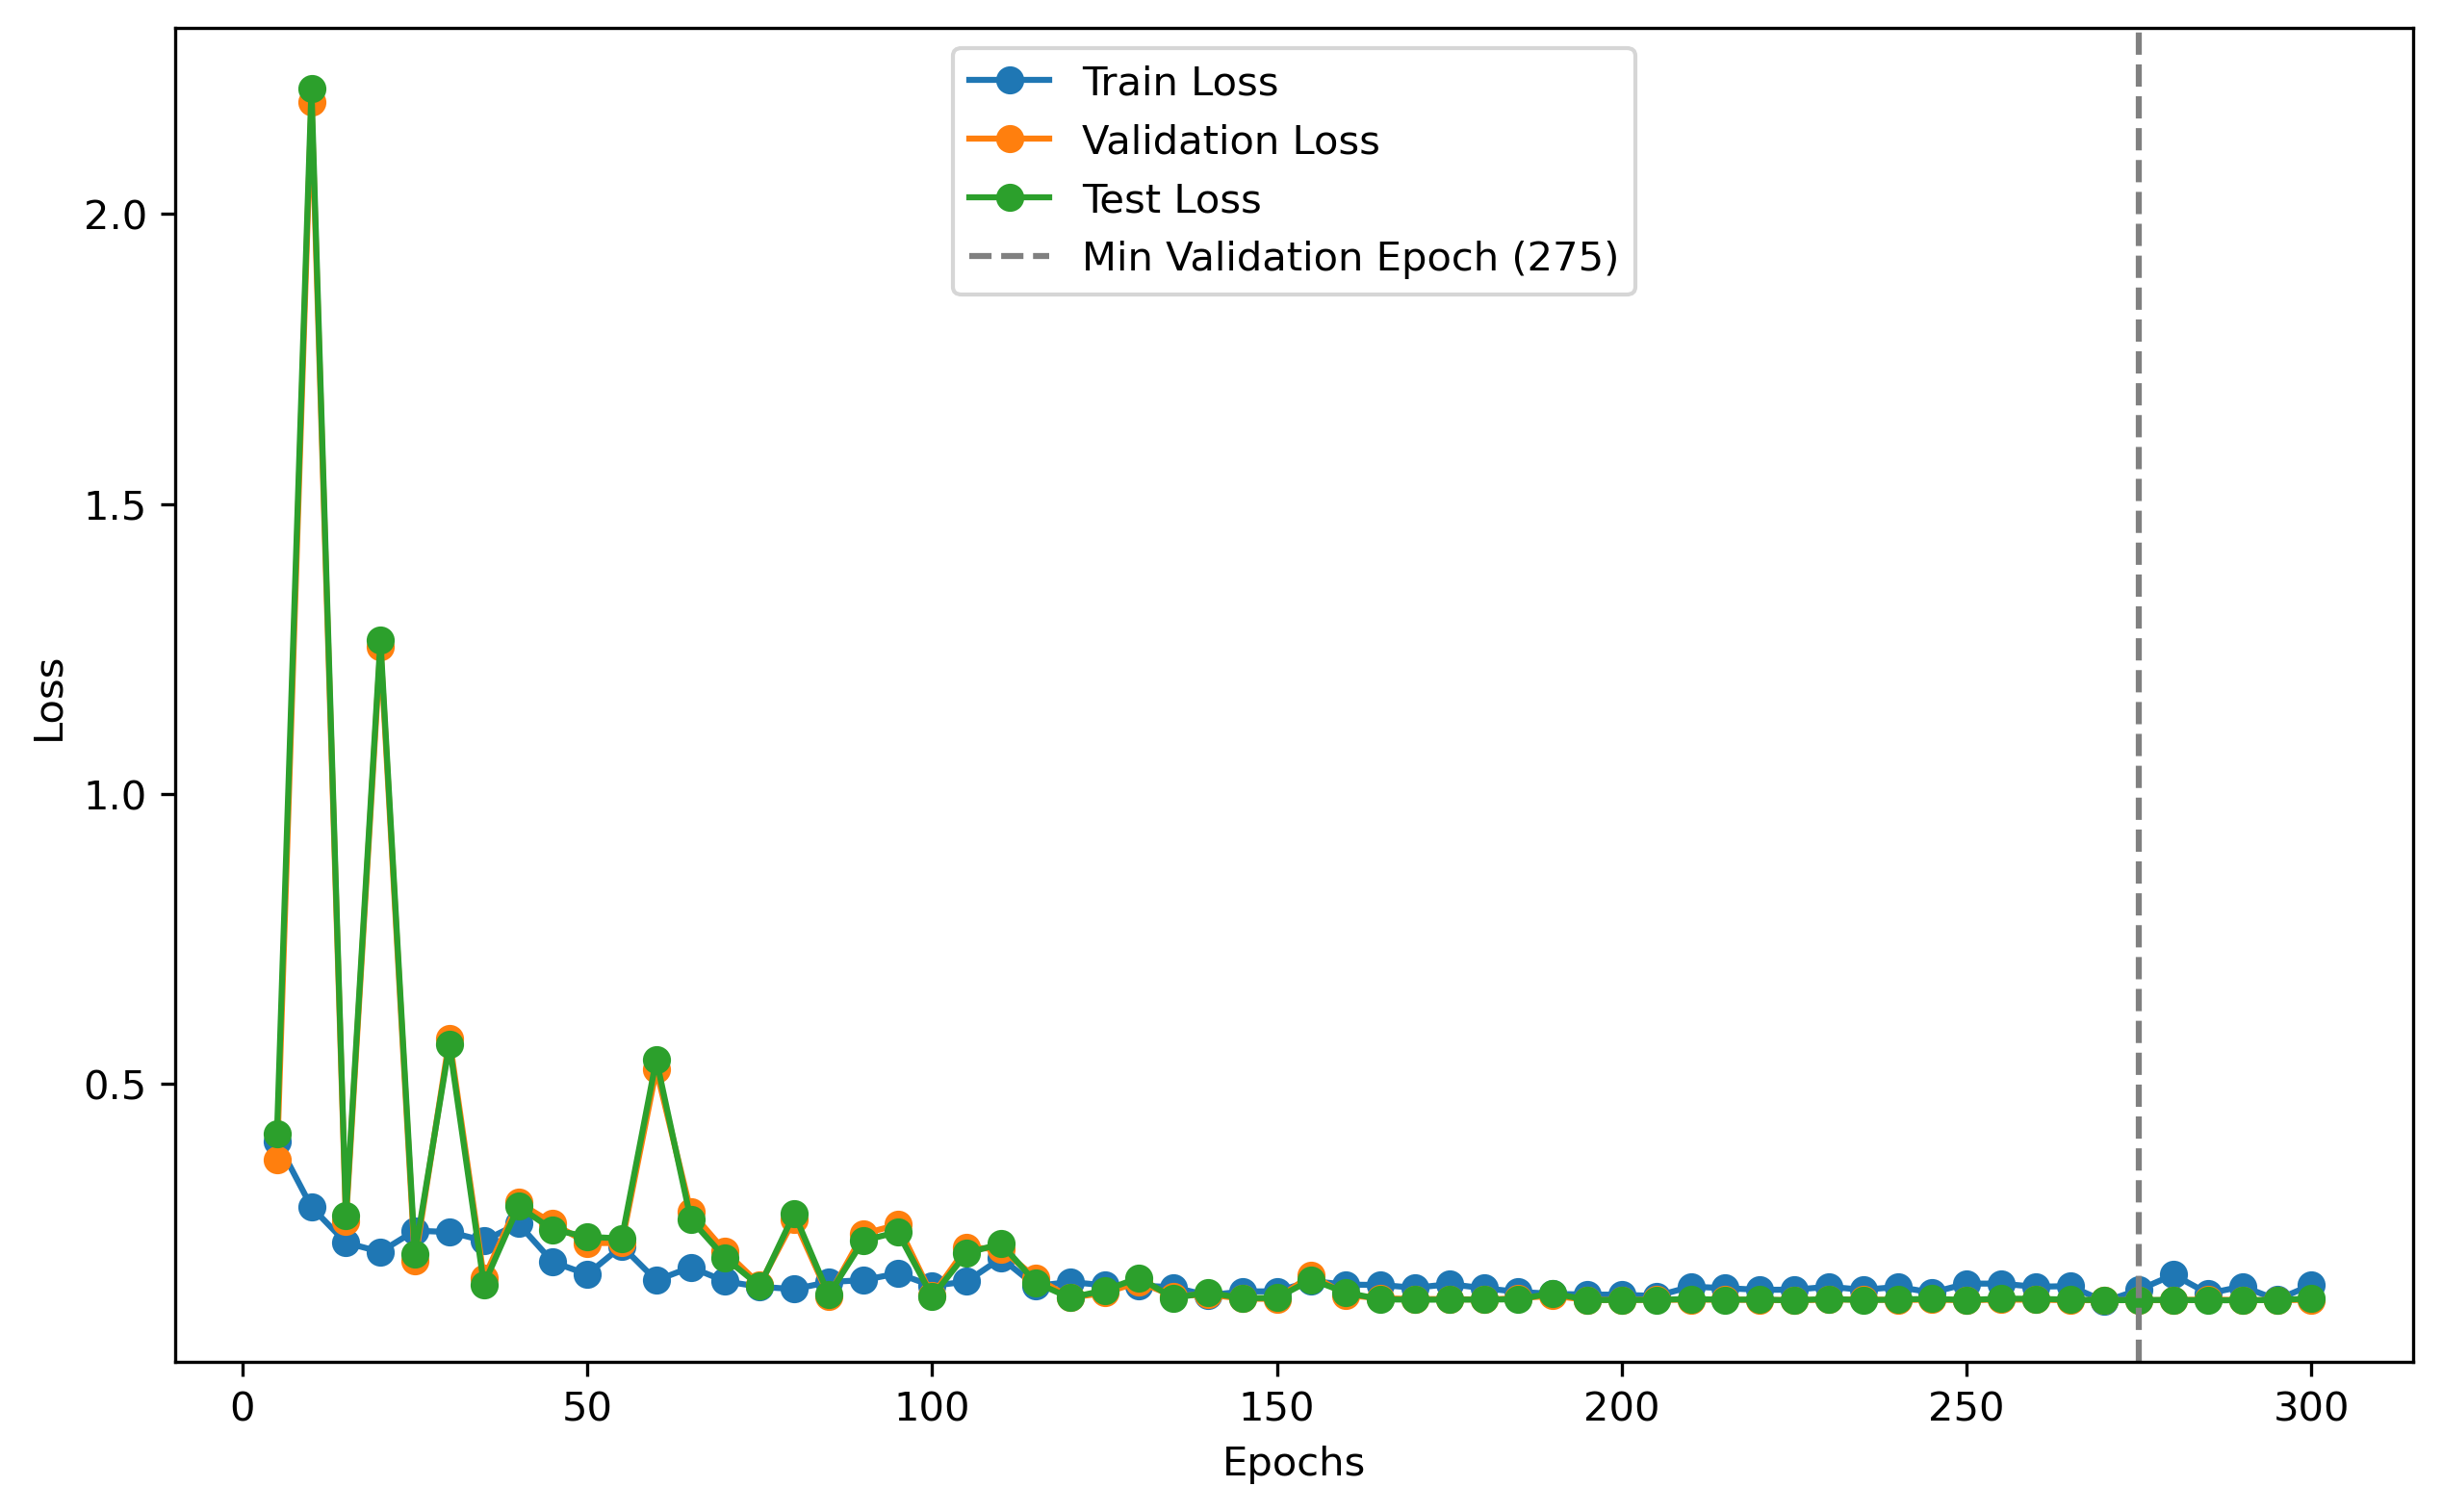 Train Loss
Validation Loss
Test Loss
Min Validation Epoch (275)
2.0
1.5
1.0
0.5
Loss
0 50 100 150 200 250 300
Epochs